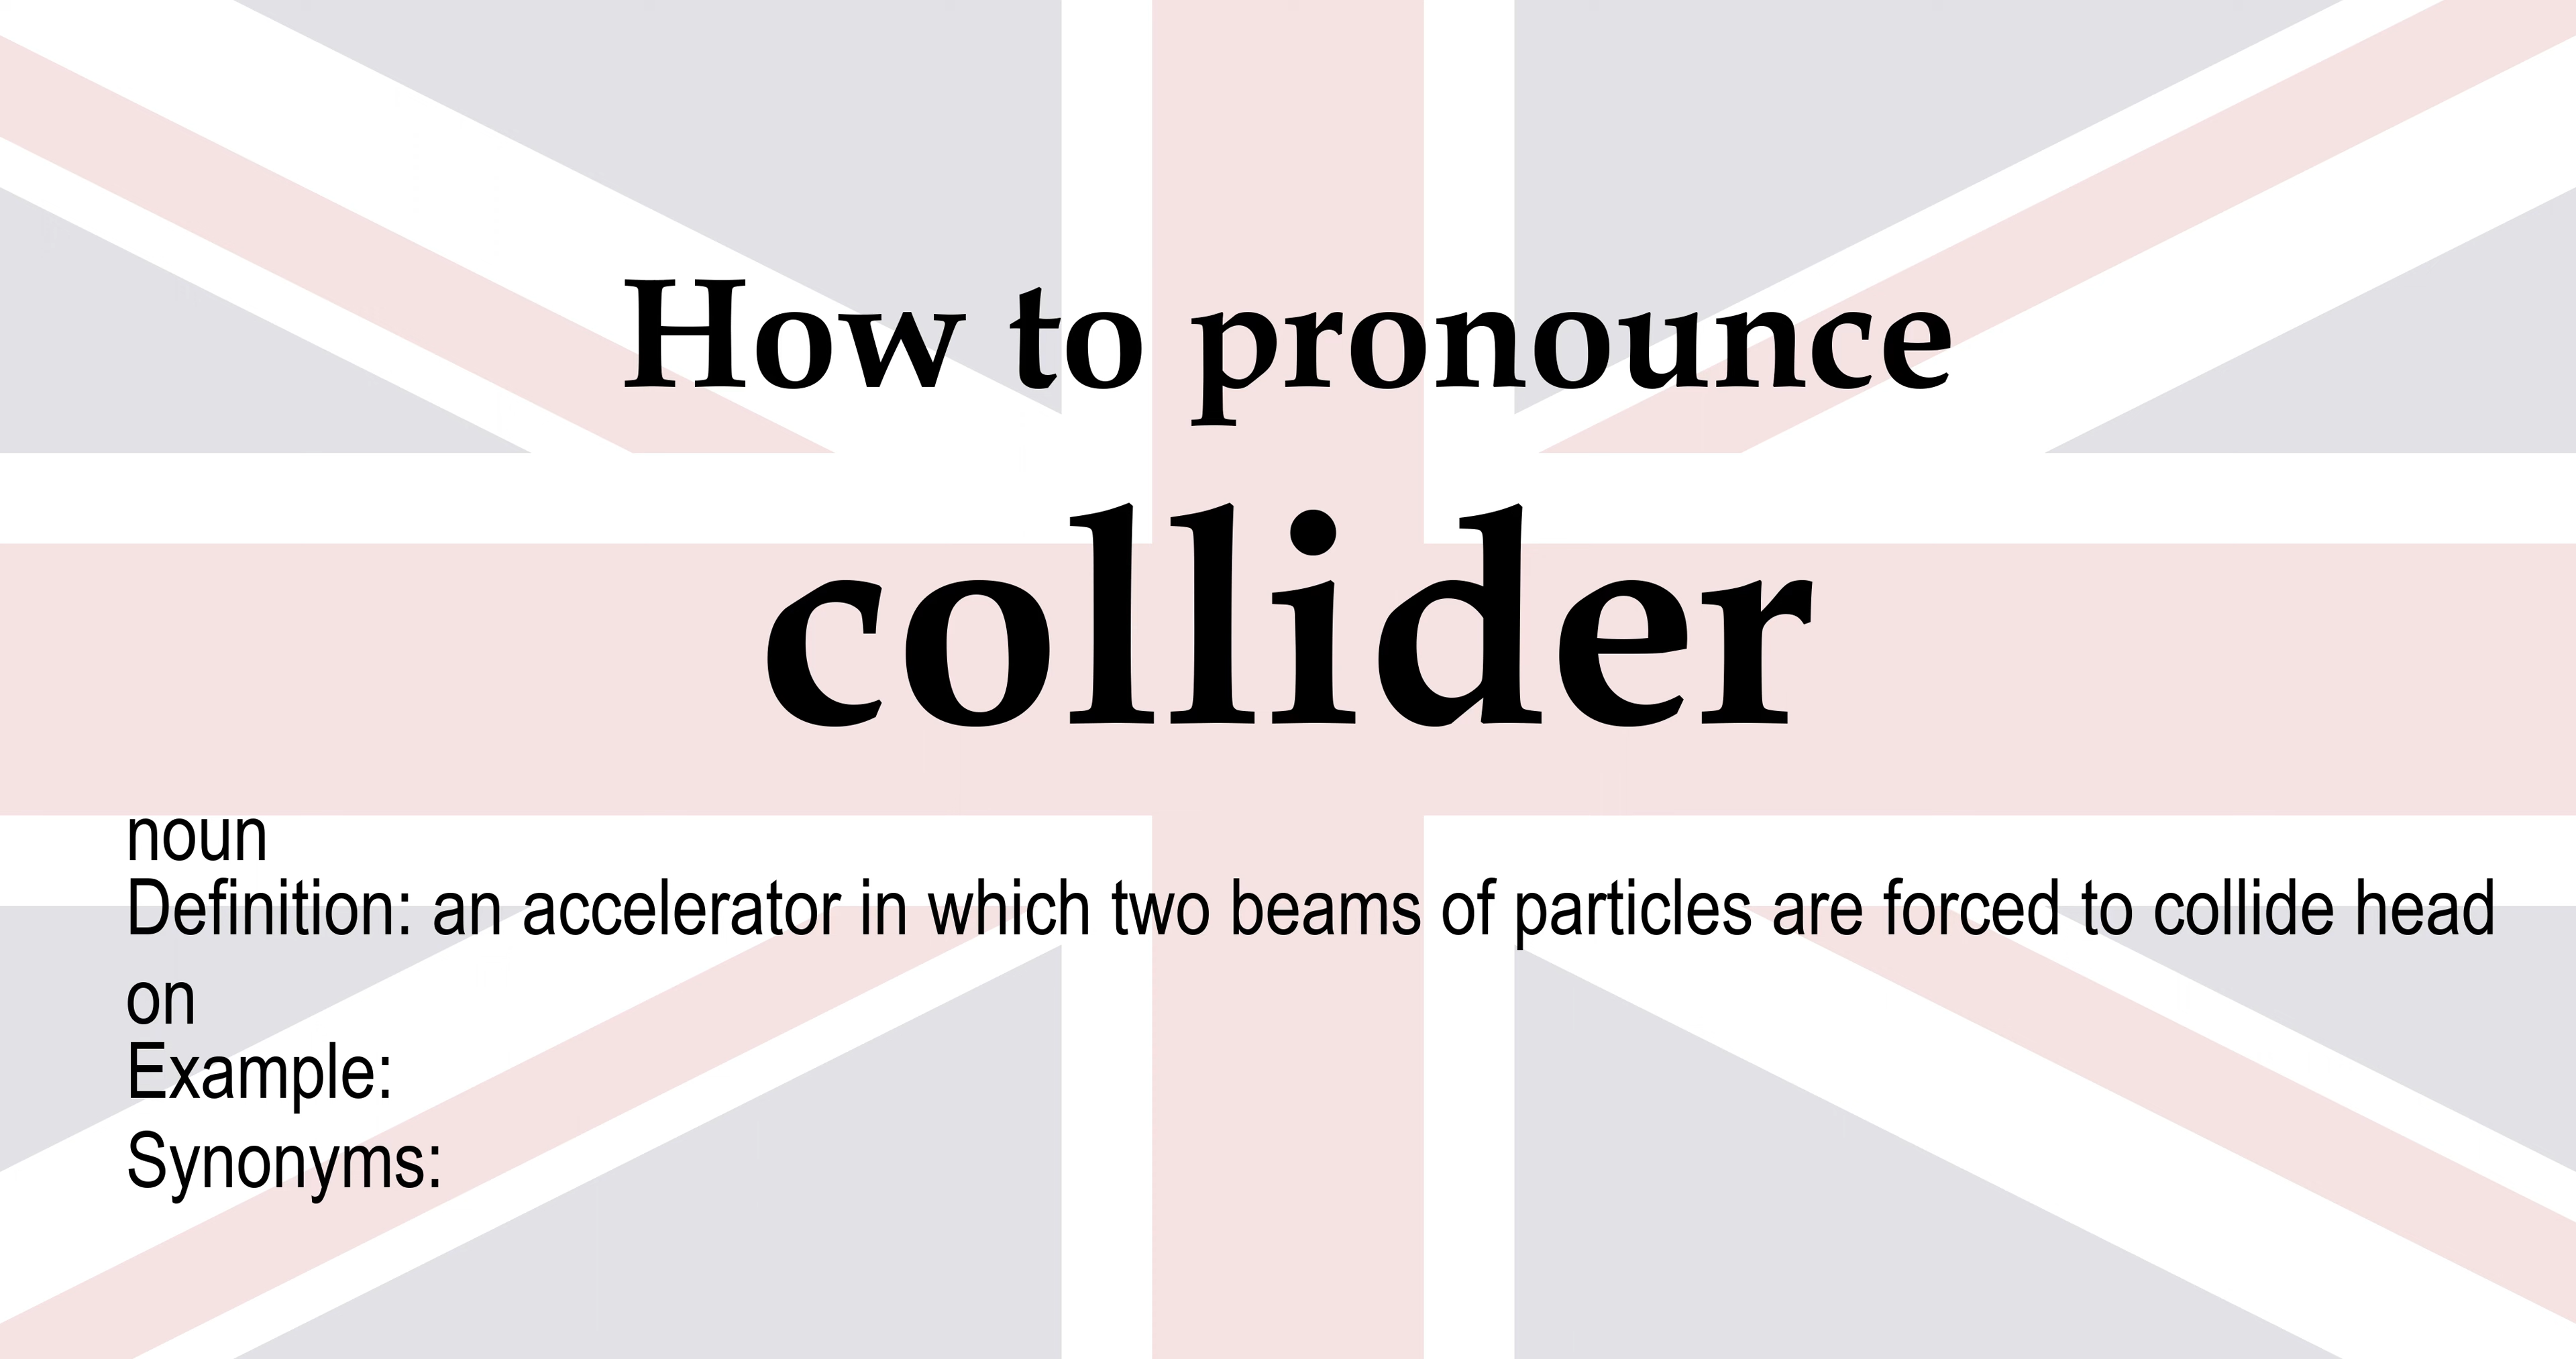 How to pronounce
collider
noun
Definition: an accelerator in which two beams of particles are forced to collide head
on
Example:
Synonyms: